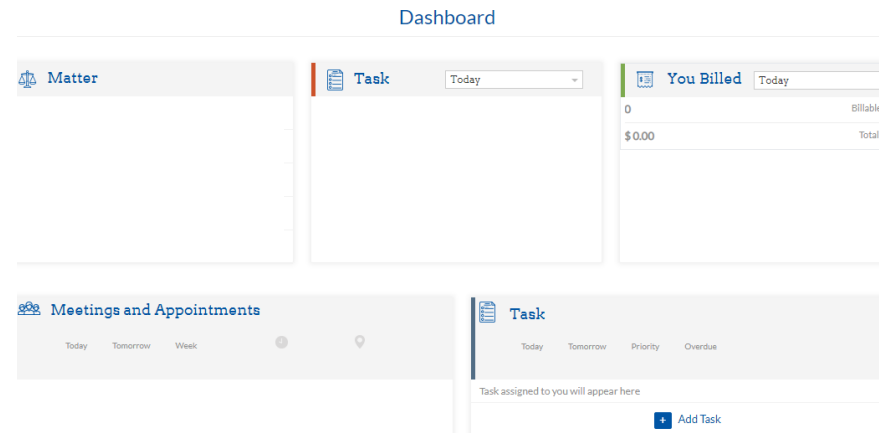 Dashboard
Matter
Task
Today
You Billed
Today
0
Billable
$ 0.00
Total
Meetings and Appointments
Today Tomorrow Week
Task
Today Tomorrow Priority Overdue
Task assigned to you will appear here
+ Add Task